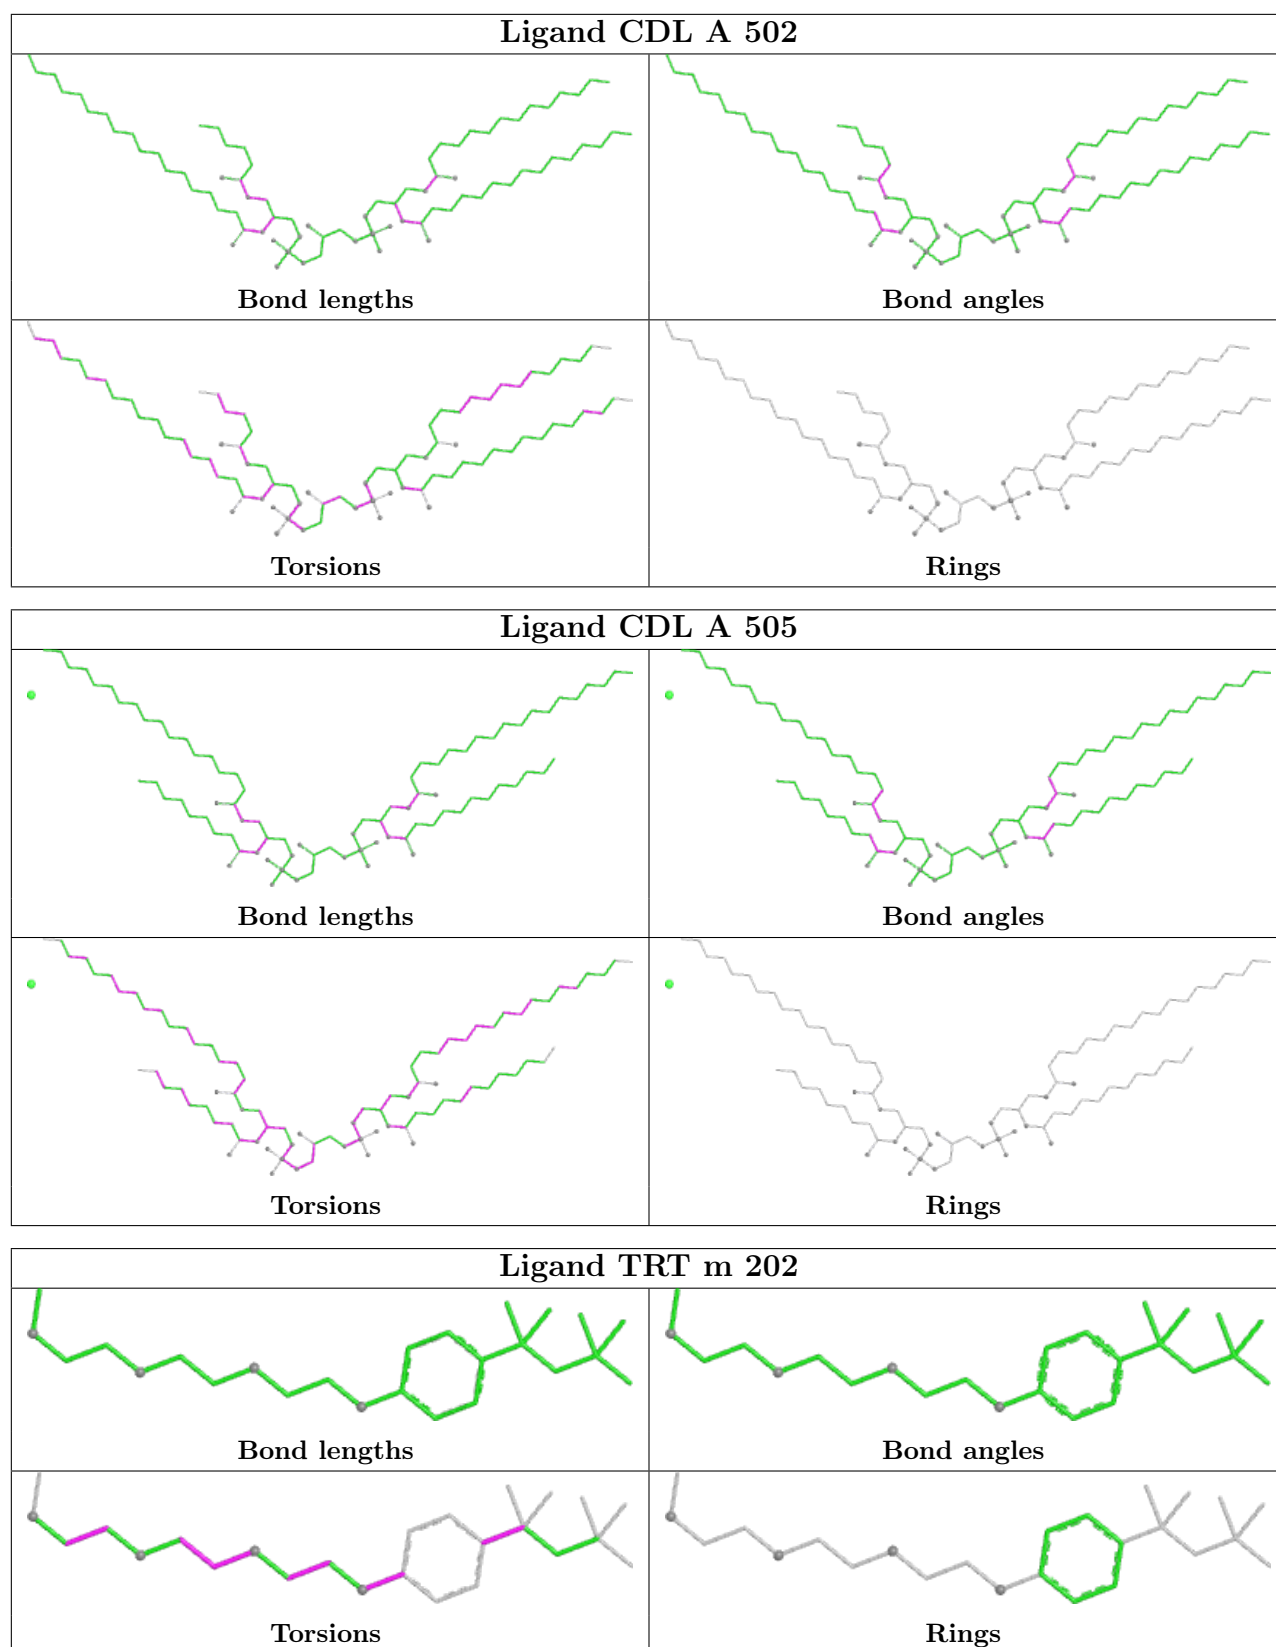 Ligand CDL A 502
Bond lengths
Bond angles
Torsions
Rings
Ligand CDL A 505
Bond lengths
Bond angles
Torsions
Rings
Ligand TRT m 202
Bond lengths
Bond angles
Torsions
Rings